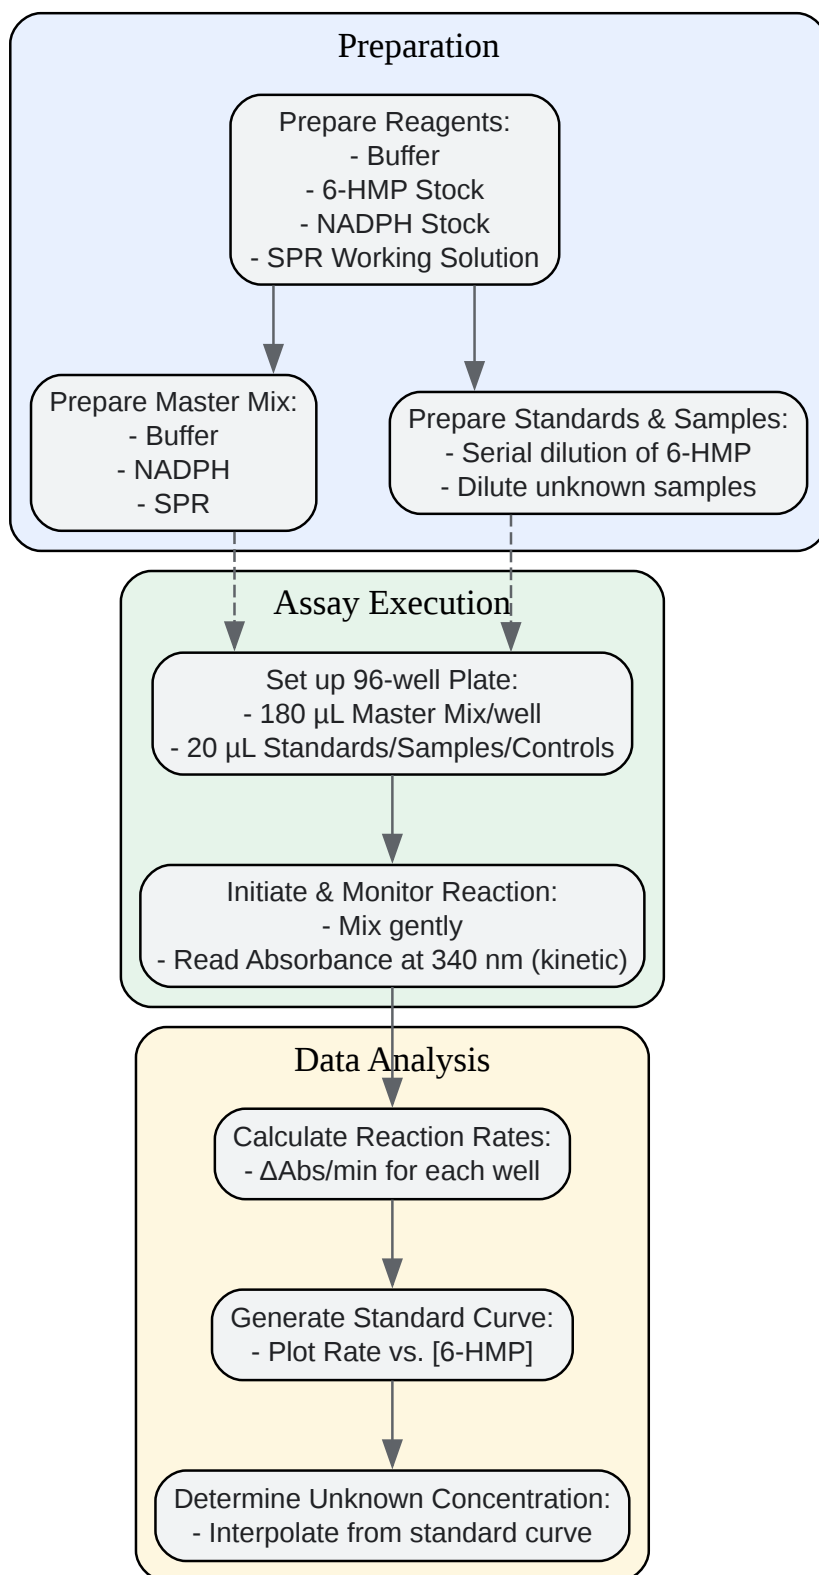 Preparation
Prepare Reagents:
- Buffer
- 6-HMP Stock
- NADPH Stock
- SPR Working Solution
Prepare Master Mix:
- Buffer
- NADPH
- SPR
Prepare Standards & Samples:
- Serial dilution of 6-HMP
- Dilute unknown samples
Assay Execution
Set up 96-well Plate:
- 180 µL Master Mix/well
- 20 µL Standards/Samples/Controls
Initiate & Monitor Reaction:
- Mix gently
- Read Absorbance at 340 nm (kinetic)
Data Analysis
Calculate Reaction Rates:
- ΔAbs/min for each well
Generate Standard Curve:
- Plot Rate vs. [6-HMP]
Determine Unknown Concentration:
- Interpolate from standard curve